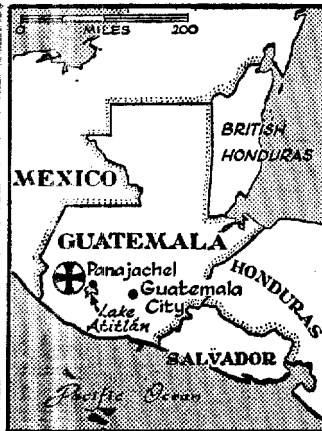 0 MILES 200
BRITISH
HONDURAS
MEXICO
GUATEMALA
Panajachel
Guatemala
City
Lake
Atitlán
HONDURAS
SALVADOR
Pacific Ocean